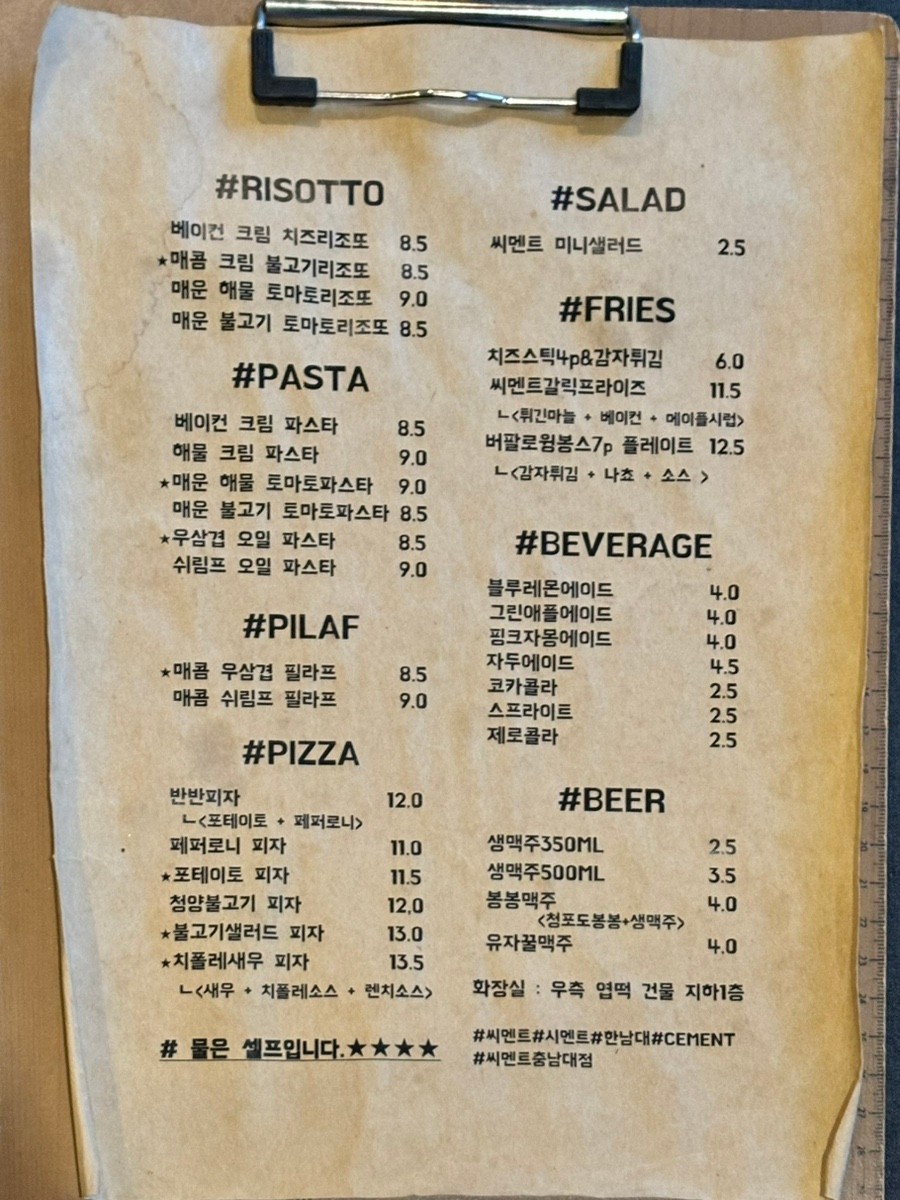 #RISOTTO
베이컨 크림 치즈리조또 8.5
★매콤 크림 불고기리조또 8.5
매운 해물 토마토리조또 9.0
매운 불고기 토마토리조또 8.5
#PASTA
베이컨 크림 파스타 8.5
해물 크림 파스타 9.0
★매운 해물 토마토파스타 9.0
매운 불고기 토마토파스타 8.5
★우삼겹 오일 파스타 8.5
쉬림프 오일 파스타 9.0
#PILAF
★매콤 우삼겹 필라프 8.5
매콤 쉬림프 필라프 9.0
#PIZZA
반반피자 12.0
ㄴ<포테이토 + 페퍼로니>
페퍼로니 피자 11.0
★포테이토 피자 11.5
청양불고기 피자 12.0
★불고기샐러드 피자 13.0
★치폴레새우 피자 13.5
ㄴ<새우 + 치폴레소스 + 렌치소스>
# 물은 셀프입니다.★★★★
#SALAD
씨멘트 미니샐러드 2.5
#FRIES
치즈스틱4p&감자튀김 6.0
씨멘트갈릭프라이즈 11.5
ㄴ<튀긴마늘 + 베이컨 + 메이플시럽>
버팔로윙봉스7p 플레이트 12.5
ㄴ<감자튀김 + 나쵸 + 소스 >
#BEVERAGE
블루레몬에이드 4.0
그린애플에이드 4.0
핑크자몽에이드 4.0
자두에이드 4.5
코카콜라 2.5
스프라이트 2.5
제로콜라 2.5
#BEER
생맥주350ML 2.5
생맥주500ML 3.5
봉봉맥주 4.0
<청포도봉봉+생맥주>
유자꿀맥주 4.0
화장실 : 우측 엽떡 건물 지하1층
#씨멘트#시멘트#한남대#CEMENT
#씨멘트충남대점